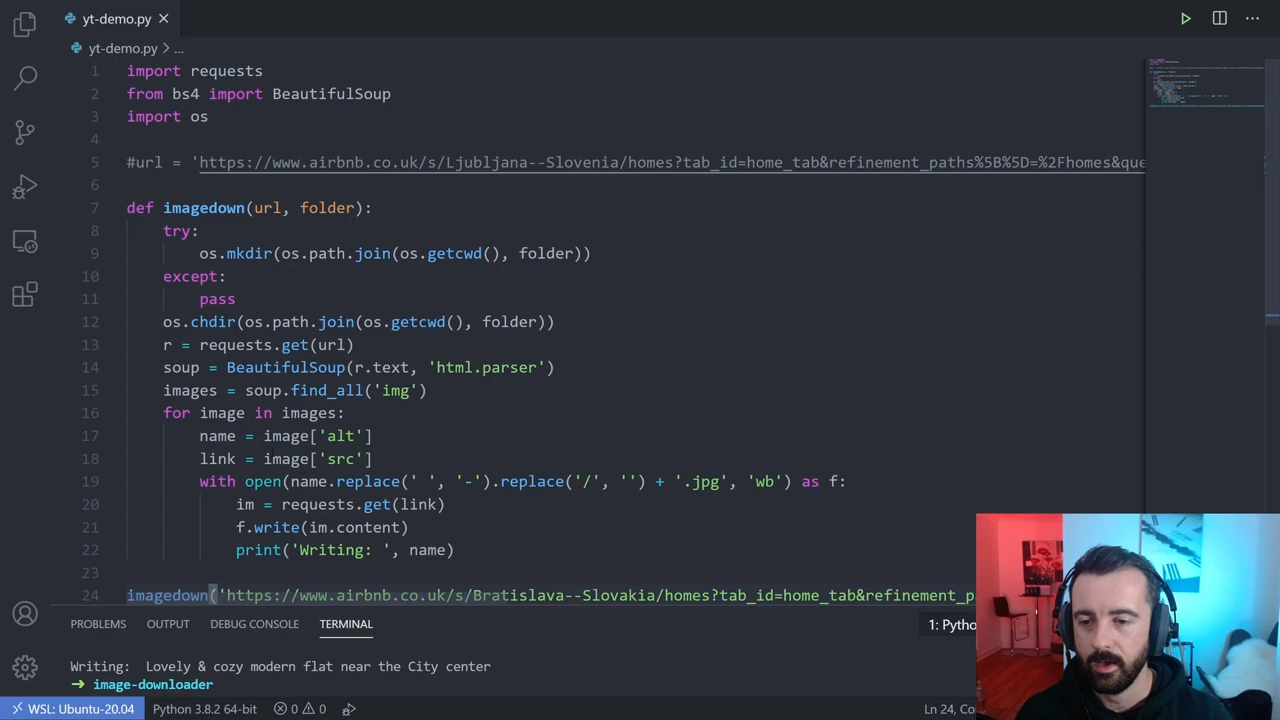 yt-demo.py
yt-demo.py > ...
1 import requests
2 from bs4 import BeautifulSoup
3 import os
4
5 #url = 'https://www.airbnb.co.uk/s/Ljubljana--Slovenia/homes?tab_id=home_tab&refinement_paths%5B%5D=%2Fhomes&que
6
7 def imagedown(url, folder):
8 try:
9 os.mkdir(os.path.join(os.getcwd(), folder))
10 except:
11 pass
12 os.chdir(os.path.join(os.getcwd(), folder))
13 r = requests.get(url)
14 soup = BeautifulSoup(r.text, 'html.parser')
15 images = soup.find_all('img')
16 for image in images:
17 name = image['alt']
18 link = image['src']
19 with open(name.replace(' ', '-').replace('/', '') + '.jpg', 'wb') as f:
20 im = requests.get(link)
21 f.write(im.content)
22 print('Writing: ', name)
23
24 imagedown('https://www.airbnb.co.uk/s/Bratislava--Slovakia/homes?tab_id=home_tab&refinement_pa
PROBLEMS OUTPUT DEBUG CONSOLE TERMINAL 1: Pytho
Writing:  Lovely & cozy modern flat near the City center
→ image-downloader
WSL: Ubuntu-20.04 Python 3.8.2 64-bit 0 0 Ln 24, Co